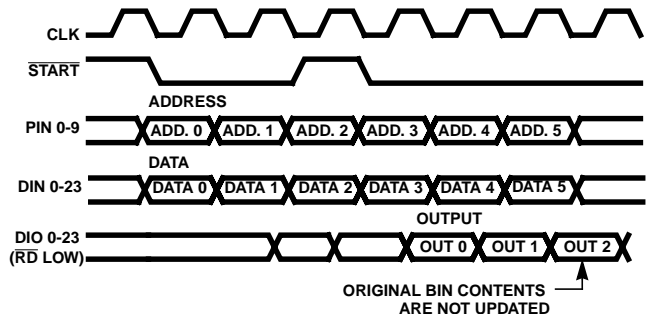 CLK
START
ADDRESS
PIN 0-9
ADD. 0 ADD. 1 ADD. 2 ADD. 3 ADD. 4 ADD. 5
DATA
DIN 0-23
DATA 0 DATA 1 DATA 2 DATA 3 DATA 4 DATA 5
OUTPUT
DIO 0-23
(RD LOW)
OUT 0 OUT 1 OUT 2
ORIGINAL BIN CONTENTS
ARE NOT UPDATED